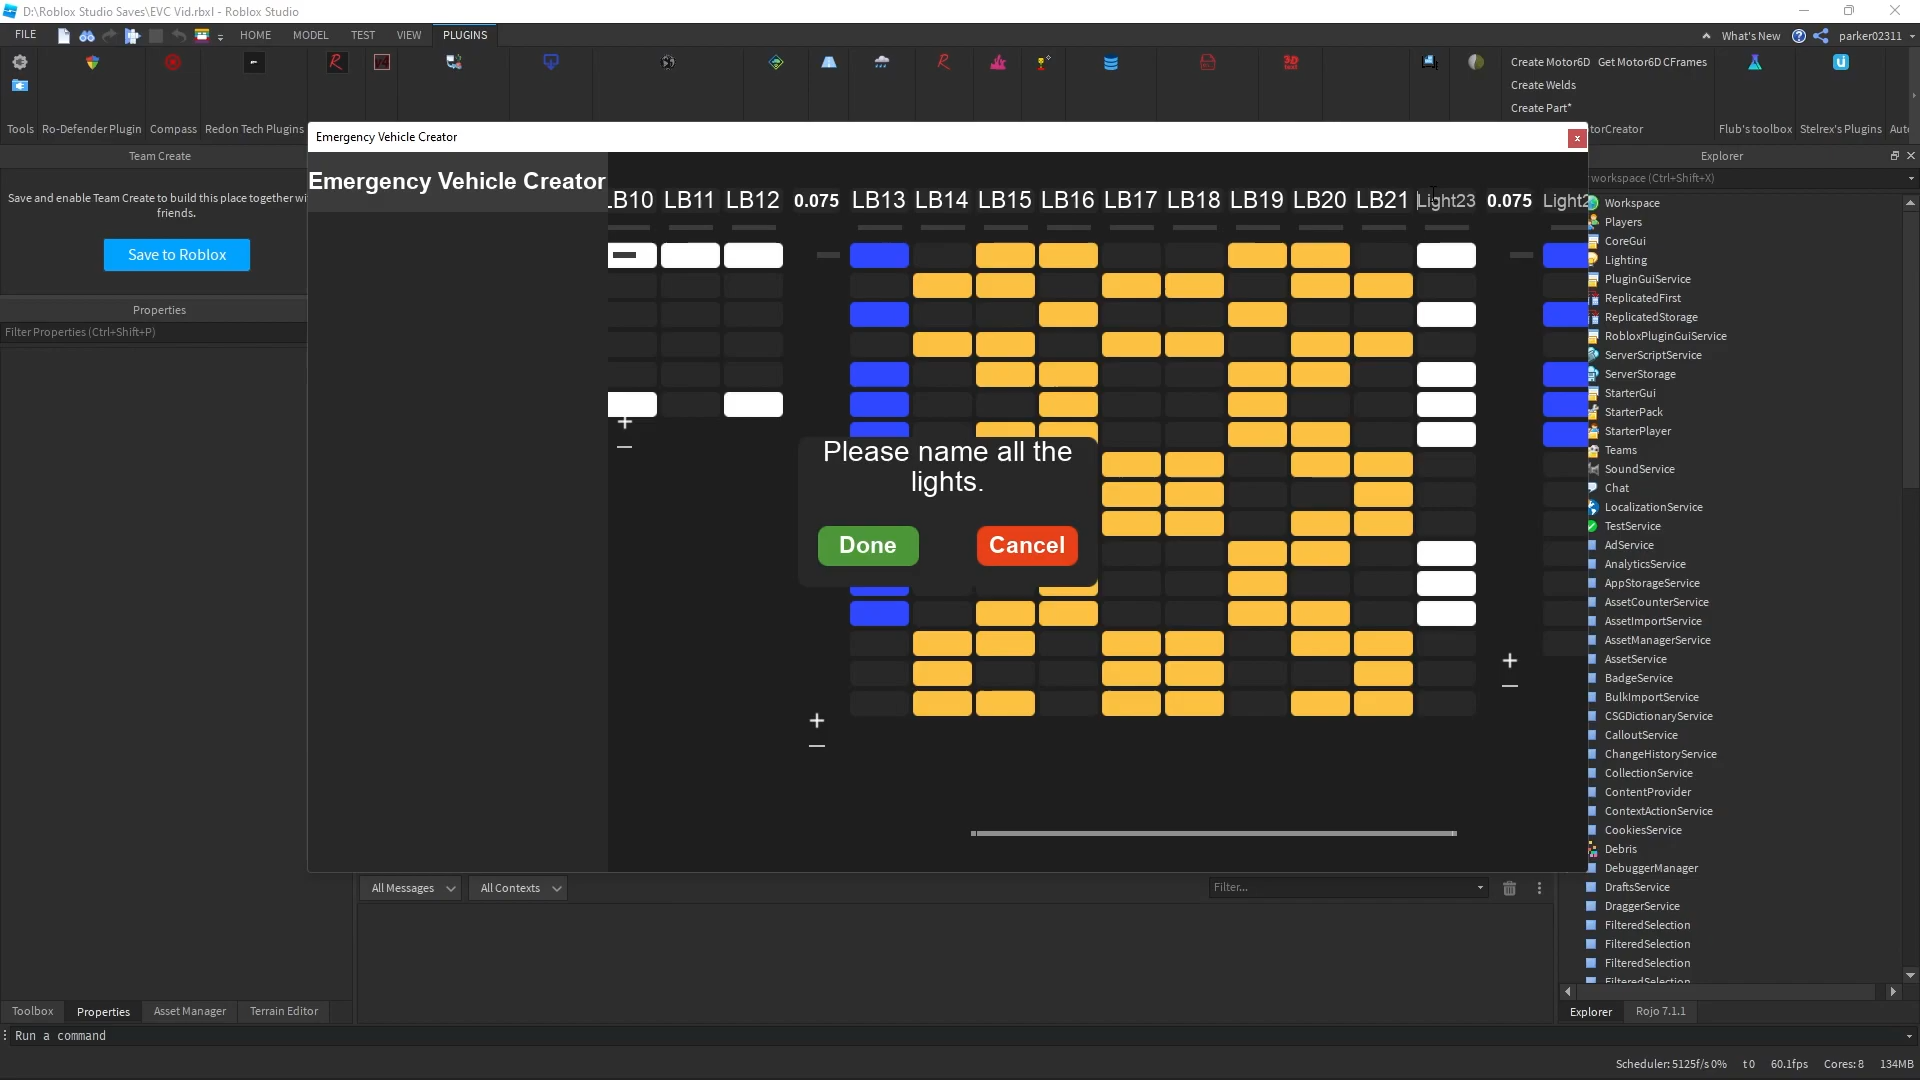 D:\Roblox Studio Saves\EVC Vid.rbxl - Roblox Studio
FILE HOME MODEL TEST VIEW PLUGINS What's New parker02311
Create Motor6D Get Motor6D CFrames
Create Welds
Create Part*
Tools Ro-Defender Plugin Compass Redon Tech Plugins torCreator Flub's toolbox Stelrex's Plugins
Team Create
Save and enable Team Create to build this place together
friends.
Save to Roblox
Properties
Filter Properties (Ctrl+Shift+P)
Emergency Vehicle Creator
Emergency Vehicle Creator
LB10 LB11 LB12 0.075 LB13 LB14 LB15 LB16 LB17 LB18 LB19 LB20 LB21 Light23 0.075
+
Please name all the
lights.
Done Cancel
+
+
All Messages All Contexts Filter...
Explorer
workspace (Ctrl+Shift+X)
Workspace
Players
CoreGui
Lighting
PluginGuiService
ReplicatedFirst
ReplicatedStorage
RobloxPluginGuiService
ServerScriptService
ServerStorage
StarterGui
StarterPack
StarterPlayer
Teams
SoundService
Chat
LocalizationService
TestService
AdService
AnalyticsService
AppStorageService
AssetCounterService
AssetImportService
AssetManagerService
AssetService
BadgeService
BulkImportService
CSGDictionaryService
CalloutService
ChangeHistoryService
CollectionService
ContentProvider
ContextActionService
CookiesService
Debris
DebuggerManager
DraftsService
DraggerService
FilteredSelection
FilteredSelection
FilteredSelection
FilteredSelection
Toolbox Properties Asset Manager Terrain Editor Explorer Rojo 7.1.1
Run a command
Scheduler: 5125f/s 0% t0 60.1fps Cores: 8 134MB